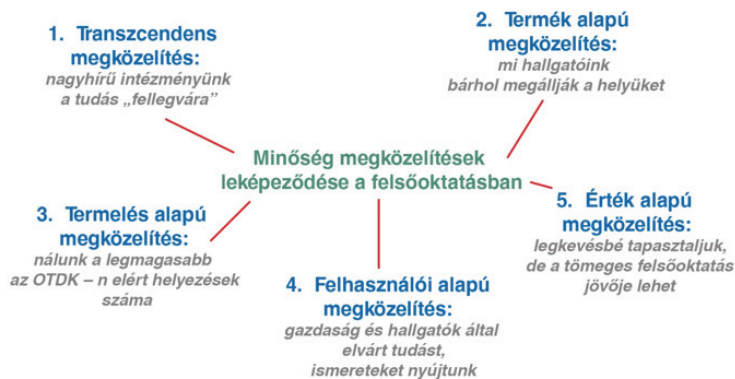 1. Transzcendens
megközelítés:
nagyhírű intézményünk
a tudás „fellegvára”
2. Termék alapú
megközelítés:
mi hallgatóink
bárhol megállják a helyüket
Minőség megközelítések
leképeződése a felsőoktatásban
3. Termelés alapú
megközelítés:
nálunk a legmagasabb
az OTDK – n elért helyezések
száma
4. Felhasználói alapú
megközelítés:
gazdaság és hallgatók által
elvárt tudást,
ismereteket nyújtunk
5. Érték alapú
megközelítés:
legkevésbé tapasztaljuk,
de a tömeges felsőoktatás
jövője lehet